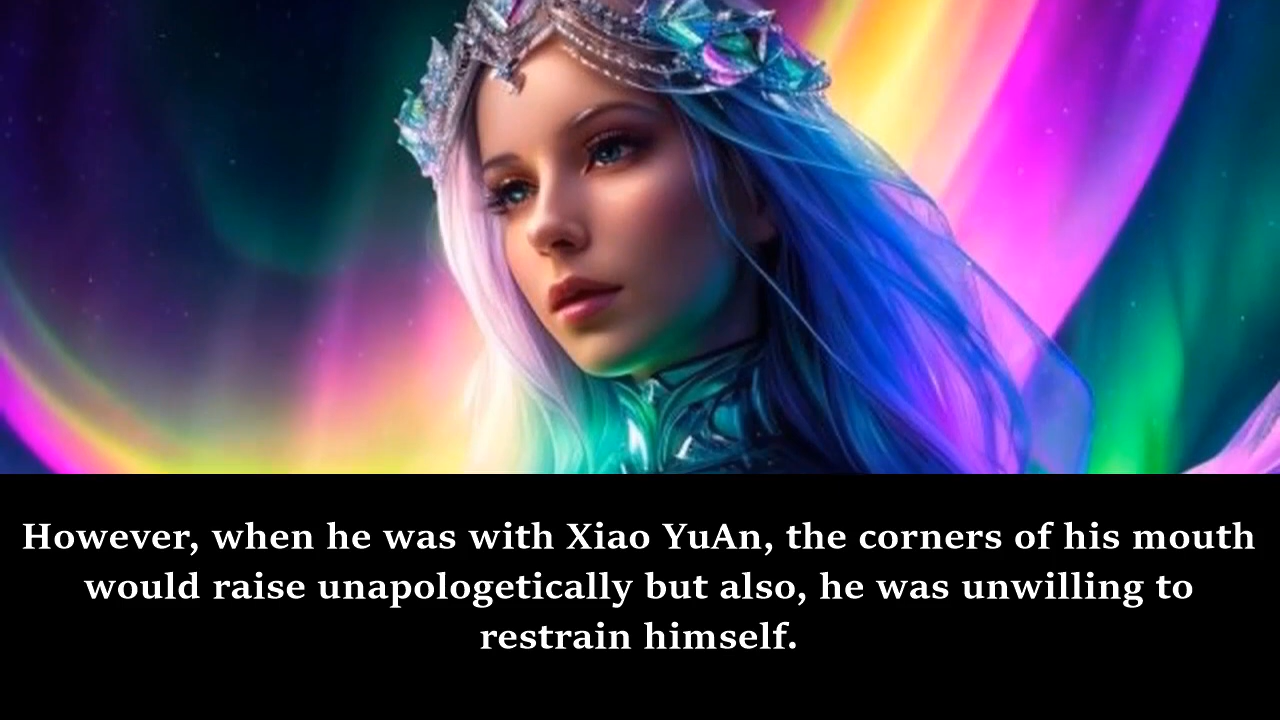 However, when he was with Xiao YuAn, the corners of his mouth
would raise unapologetically but also, he was unwilling to
restrain himself.